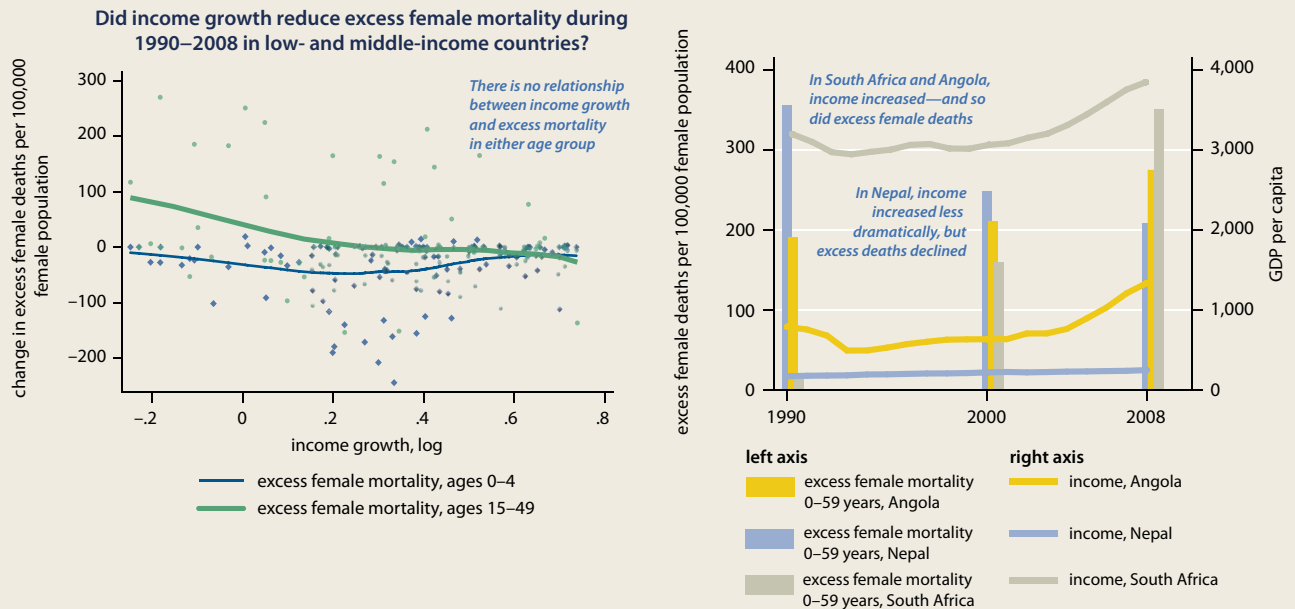 Did income growth reduce excess female mortality during
1990–2008 in low- and middle-income countries?
change in excess female deaths per 100,000
female population
300
200
100
0
–100
–200
There is no relationship
between income growth
and excess mortality
in either age group
–.2
0
.2
.4
.6
.8
income growth, log
excess female mortality, ages 0–4
excess female mortality, ages 15–49
excess female deaths per 100,000 female population
400
300
200
100
0
In South Africa and Angola,
income increased—and so
did excess female deaths
In Nepal, income
increased less
dramatically, but
excess deaths declined
4,000
3,000
2,000
1,000
0
GDP per capita
1990
2000
2008
left axis
excess female mortality
0–59 years, Angola
excess female mortality
0–59 years, Nepal
excess female mortality
0–59 years, South Africa
right axis
income, Angola
income, Nepal
income, South Africa